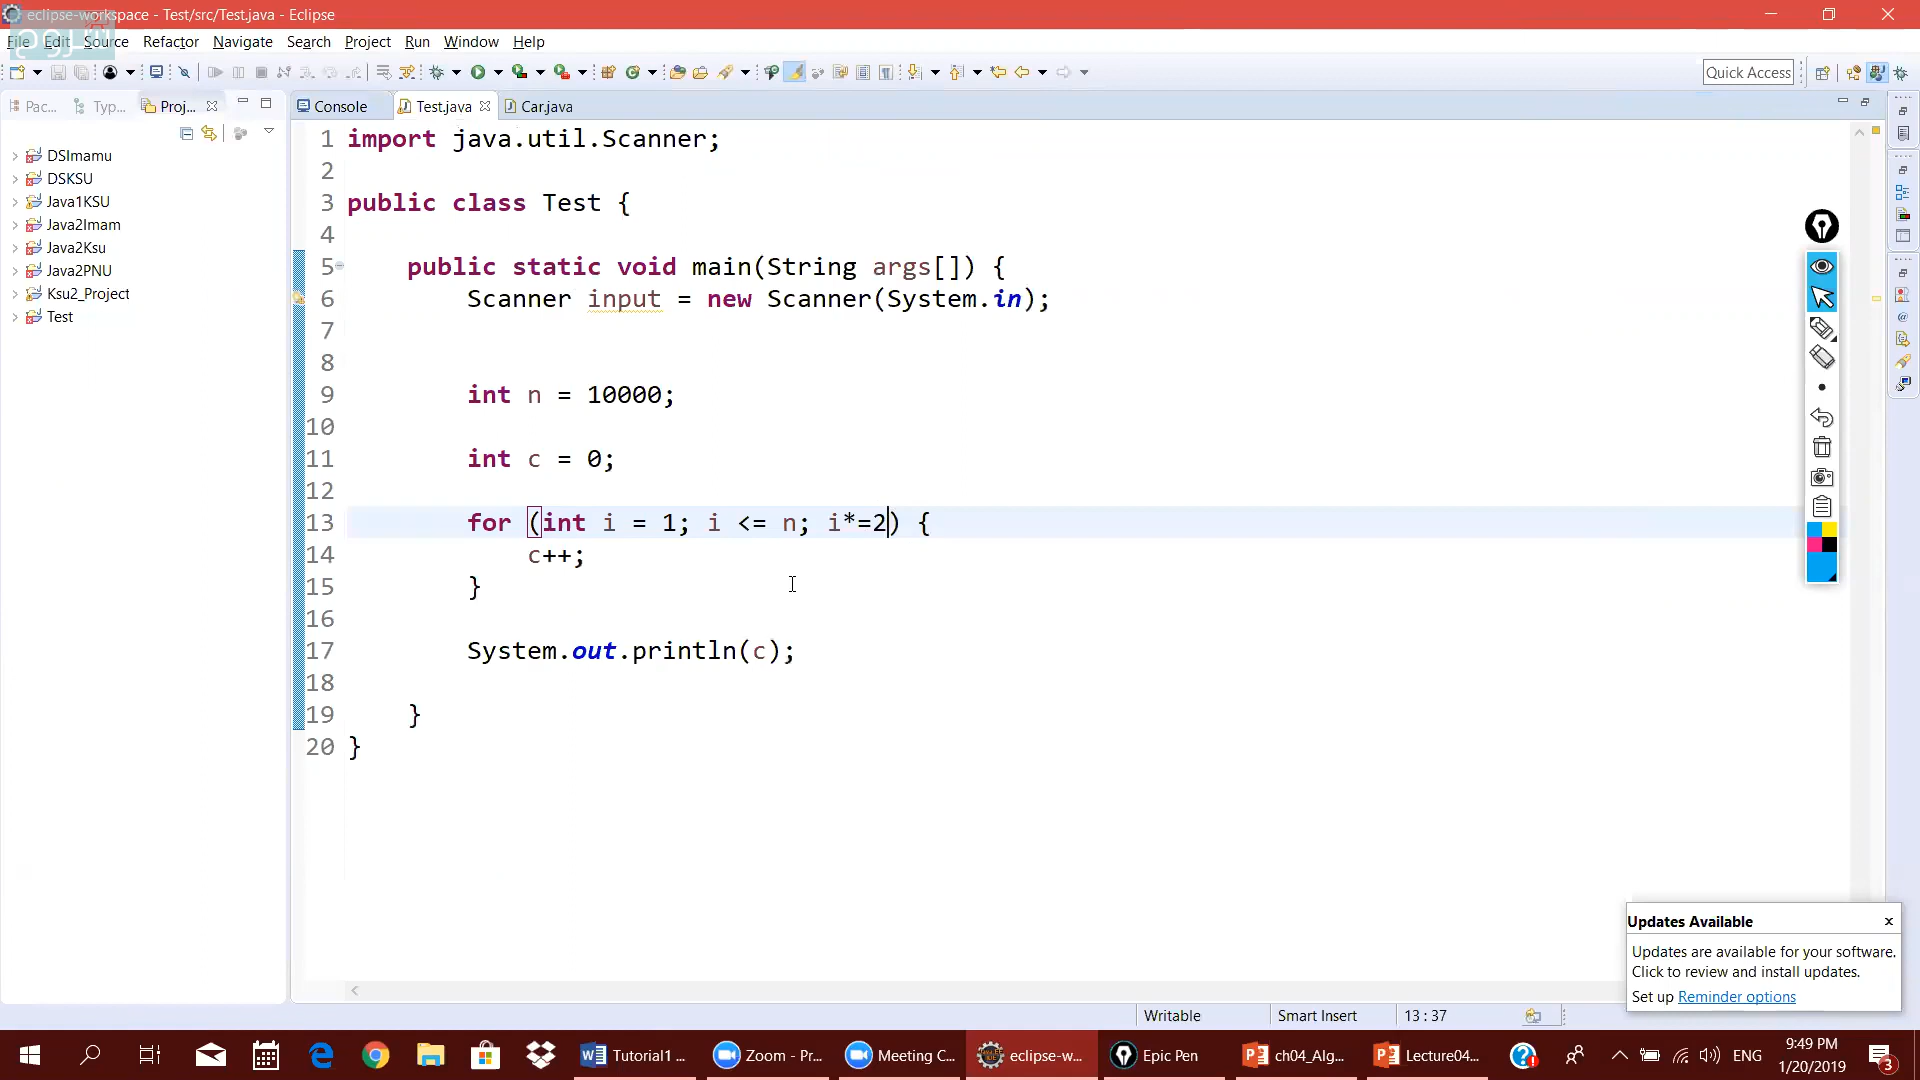 eclipse-workspace - Test/src/Test.java - Eclipse
File Edit Source Refactor Navigate Search Project Run Window Help
Quick Access
Pac... Typ... Proj...
Console Test.java Car.java
DSImamu
DSKSU
Java1KSU
Java2Imam
Java2Ksu
Java2PNU
Ksu2_Project
Test
1 import java.util.Scanner;
2
3 public class Test {
4
5 public static void main(String args[]) {
6 Scanner input = new Scanner(System.in);
7
8
9 int n = 10000;
10
11 int c = 0;
12
13 for (int i = 1; i <= n; i*=2) {
14 c++;
15 }
16
17 System.out.println(c);
18
19 }
20 }
Updates Available
Updates are available for your software.
Click to review and install updates.
Set up Reminder options
Writable Smart Insert 13 : 37
Tutorial1 ... Zoom - Pr... Meeting C... eclipse-w... Epic Pen ch04_Alg... Lecture04... ENG
9:49 PM
1/20/2019
3